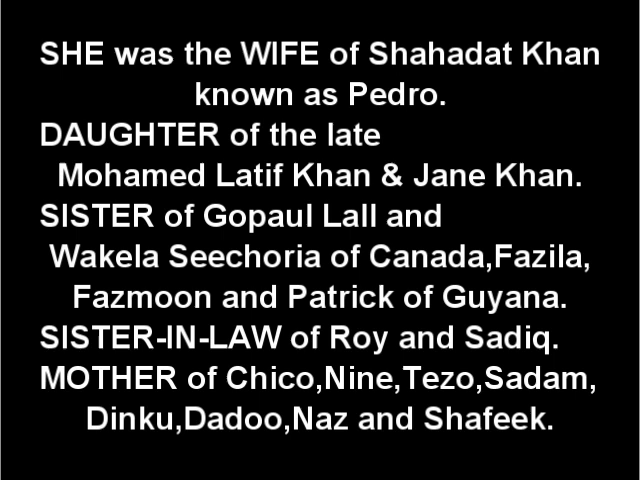 SHE was the WIFE of Shahadat Khan
known as Pedro.
DAUGHTER of the late
Mohamed Latif Khan & Jane Khan.
SISTER of Gopaul Lall and
Wakela Seechoria of Canada,Fazila,
Fazmoon and Patrick of Guyana.
SISTER-IN-LAW of Roy and Sadiq.
MOTHER of Chico,Nine,Tezo,Sadam,
Dinku,Dadoo,Naz and Shafeek.